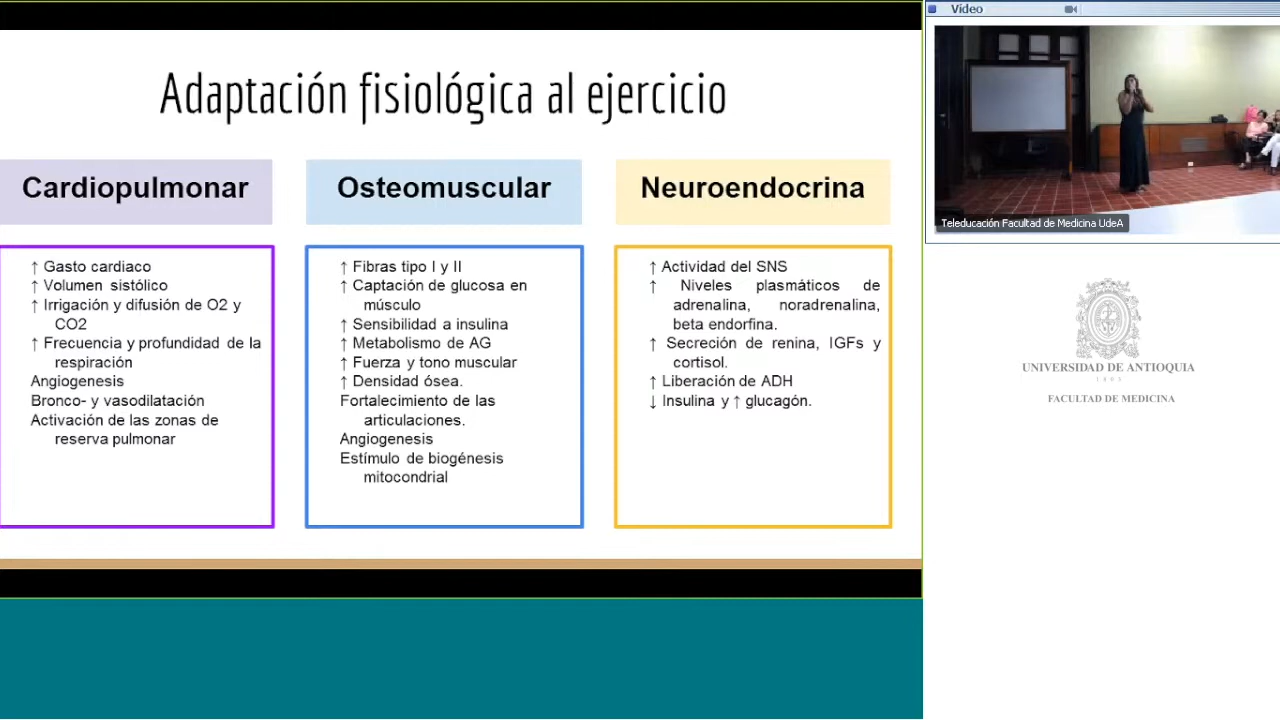 Adaptación fisiológica al ejercicio
Cardiopulmonar
↑ Gasto cardiaco
↑ Volumen sistólico
↑ Irrigación y difusión de O2 y
CO2
↑ Frecuencia y profundidad de la
respiración
Angiogenesis
Bronco- y vasodilatación
Activación de las zonas de
reserva pulmonar
Osteomuscular
↑ Fibras tipo I y II
↑ Captación de glucosa en
músculo
↑ Sensibilidad a insulina
↑ Metabolismo de AG
↑ Fuerza y tono muscular
↑ Densidad ósea.
Fortalecimiento de las
articulaciones.
Angiogenesis
Estímulo de biogénesis
mitocondrial
Neuroendocrina
↑ Actividad del SNS
↑ Niveles plasmáticos de
adrenalina, noradrenalina,
beta endorfina.
↑ Secreción de renina, IGFs y
cortisol.
↑ Liberación de ADH
↓ Insulina y ↑ glucagón.
Vídeo
Teleducación Facultad de Medicina UdeA
UNIVERSIDAD DE ANTIOQUIA
1803
FACULTAD DE MEDICINA